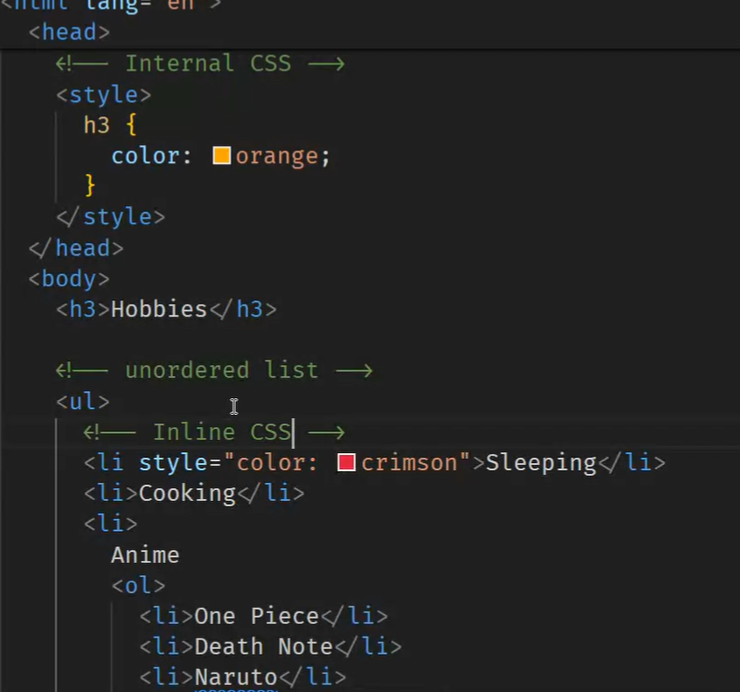 <html lang="en">
<head>
<!-- Internal CSS -->
<style>
h3 {
color: orange;
}
</style>
</head>
<body>
<h3>Hobbies</h3>
<!-- unordered list -->
<ul>
<!-- Inline CSS -->
<li style="color: crimson">Sleeping</li>
<li>Cooking</li>
<li>
Anime
<ol>
<li>One Piece</li>
<li>Death Note</li>
<li>Naruto</li>